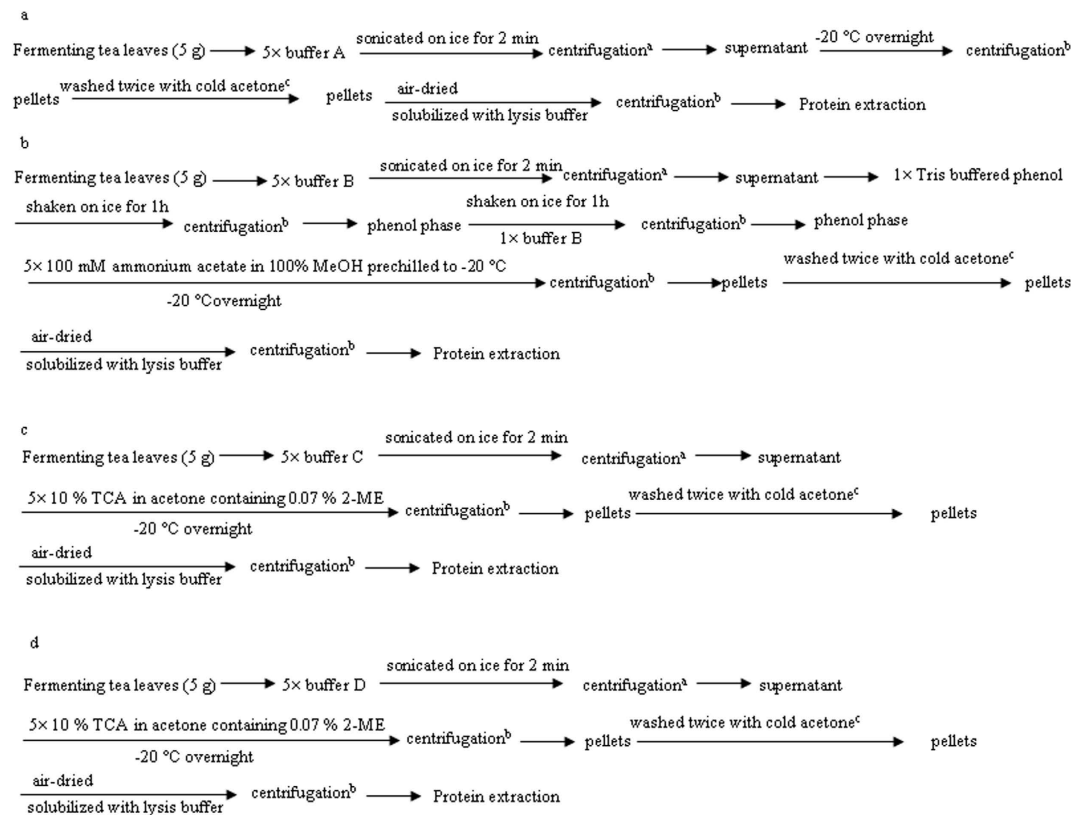 a
Fermenting tea leaves (5 g) → 5× buffer A sonicated on ice for 2 min centrifugationᵃ → supernatant -20 °C overnight centrifugationᵇ
pellets washed twice with cold acetoneᶜ pellets air-dried solubilized with lysis buffer centrifugationᵇ → Protein extraction
b
Fermenting tea leaves (5 g) → 5× buffer B sonicated on ice for 2 min centrifugationᵃ → supernatant → 1× Tris buffered phenol
shaken on ice for 1h centrifugationᵇ → phenol phase shaken on ice for 1h 1× buffer B centrifugationᵇ → phenol phase
5× 100 mM ammonium acetate in 100% MeOH prechilled to -20 °C -20 °Covernight centrifugationᵇ → pellets washed twice with cold acetoneᶜ pellets
air-dried solubilized with lysis buffer centrifugationᵇ → Protein extraction
c
Fermenting tea leaves (5 g) → 5× buffer C sonicated on ice for 2 min centrifugationᵃ → supernatant
5× 10 % TCA in acetone containing 0.07 % 2-ME -20 °C overnight centrifugationᵇ → pellets washed twice with cold acetoneᶜ pellets
air-dried solubilized with lysis buffer centrifugationᵇ → Protein extraction
d
Fermenting tea leaves (5 g) → 5× buffer D sonicated on ice for 2 min centrifugationᵃ → supernatant
5× 10 % TCA in acetone containing 0.07 % 2-ME -20 °C overnight centrifugationᵇ → pellets washed twice with cold acetoneᶜ pellets
air-dried solubilized with lysis buffer centrifugationᵇ → Protein extraction